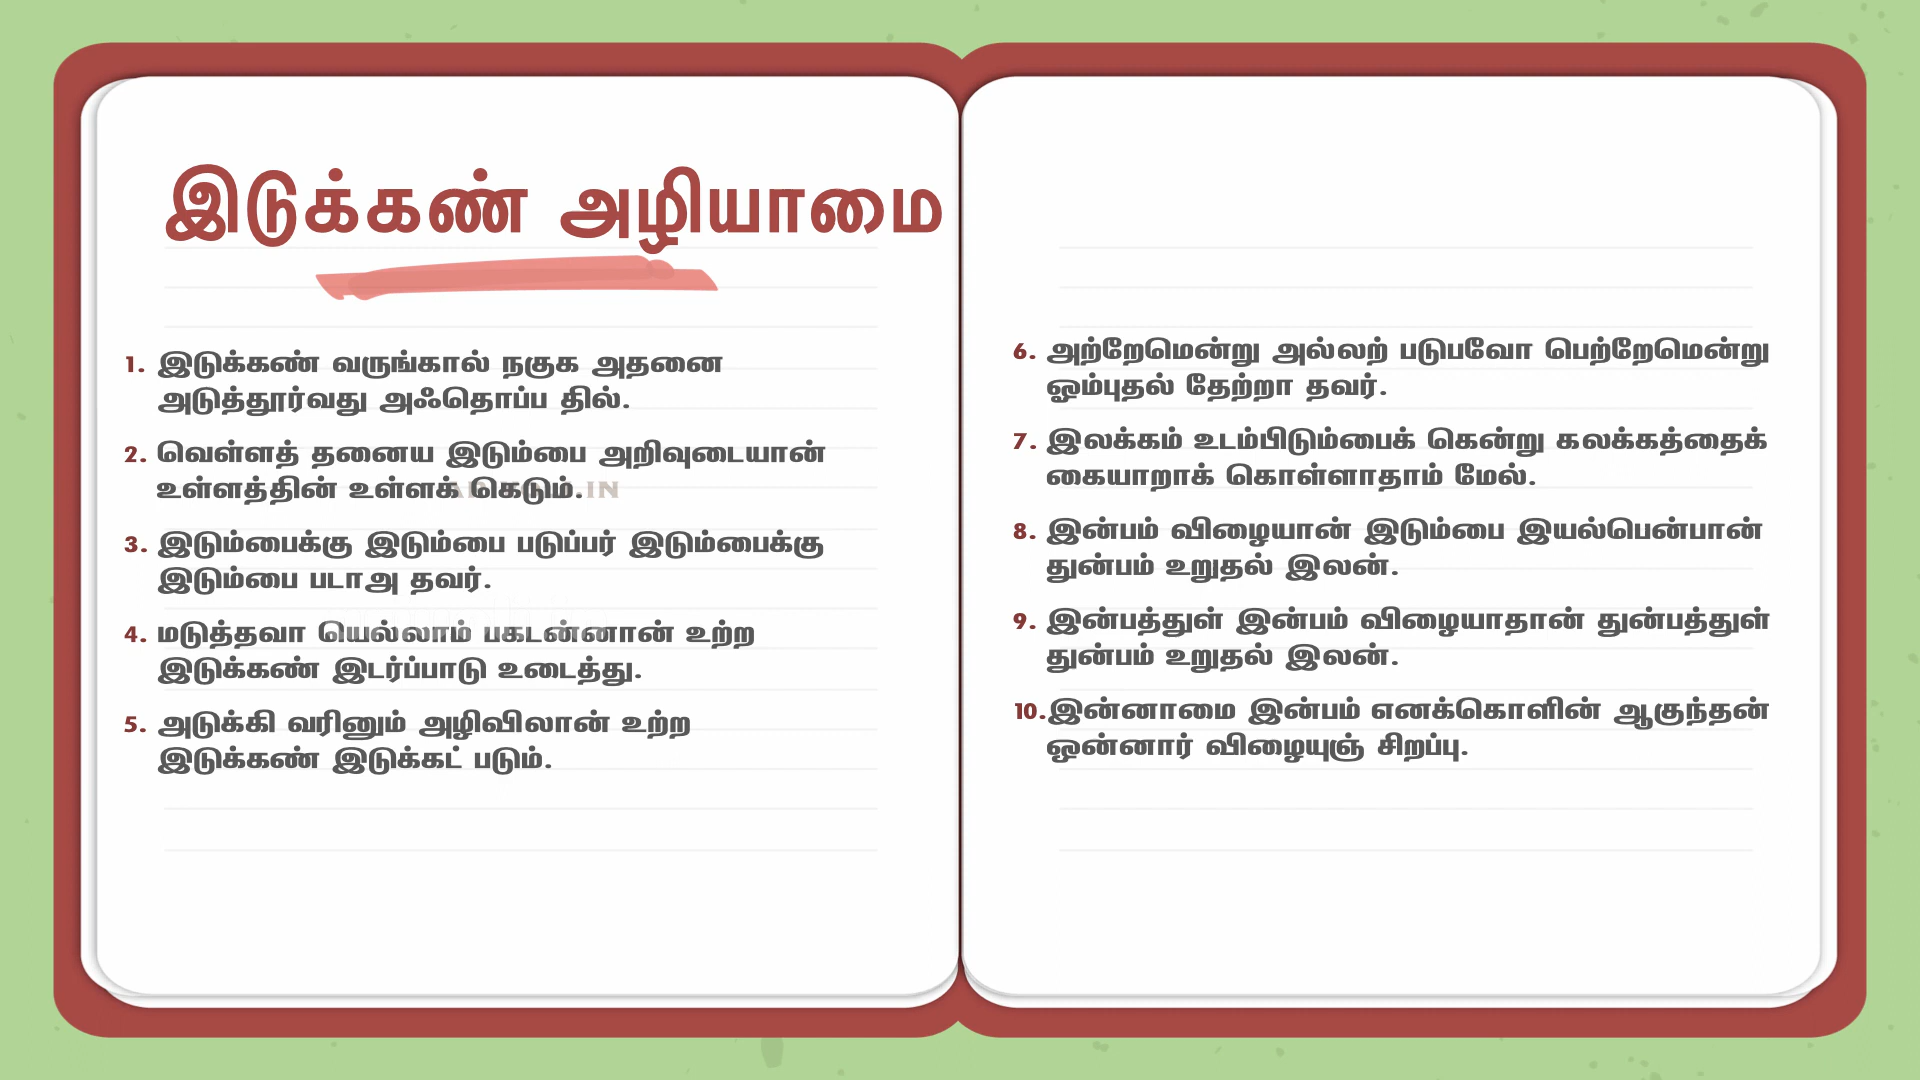 இடுக்கண் அழியாமை
1. இடுக்கண் வருங்கால் நகுக அதனை
அடுத்தூர்வது அஃதொப்ப தில்.
2. வெள்ளத் தனைய இடும்பை அறிவுடையான்
உள்ளத்தின் உள்ளக் கெடும்.
3. இடும்பைக்கு இடும்பை படுப்பர் இடும்பைக்கு
இடும்பை படாஅ தவர்.
4. மடுத்தவா யெல்லாம் பகடன்னான் உற்ற
இடுக்கண் இடர்ப்பாடு உடைத்து.
5. அடுக்கி வரினும் அழிவிலான் உற்ற
இடுக்கண் இடுக்கட் படும்.
6. அற்றேமென்று அல்லற் படுபவோ பெற்றேமென்று
ஓம்புதல் தேற்றா தவர்.
7. இலக்கம் உடம்பிடும்பைக் கென்று கலக்கத்தைக்
கையாறாக் கொள்ளாதாம் மேல்.
8. இன்பம் விழையான் இடும்பை இயல்பென்பான்
துன்பம் உறுதல் இலன்.
9. இன்பத்துள் இன்பம் விழையாதான் துன்பத்துள்
துன்பம் உறுதல் இலன்.
10. இன்னாமை இன்பம் எனக்கொளின் ஆகுந்தன்
ஒன்னார் விழையுஞ் சிறப்பு.